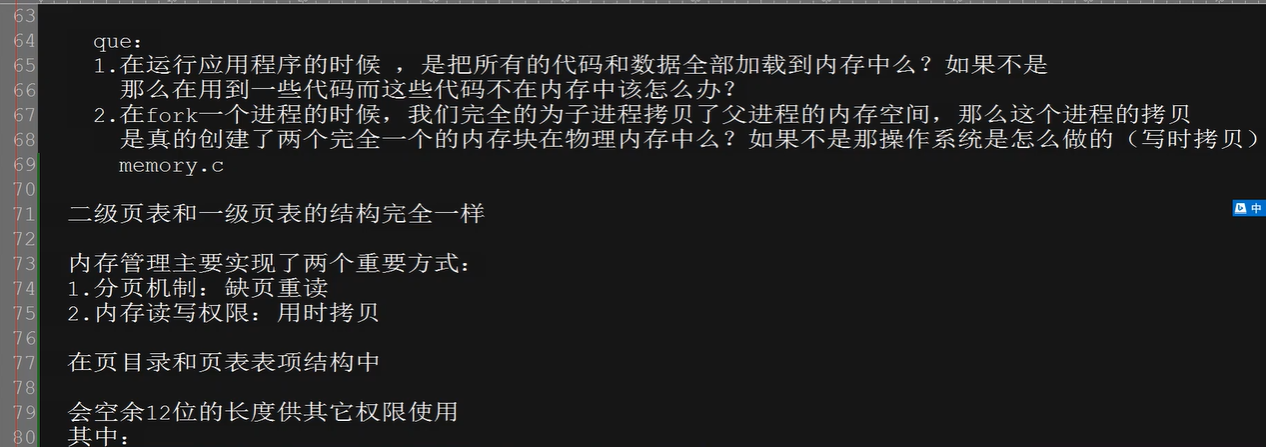 63
64 que：
65 1.在运行应用程序的时候 ，是把所有的代码和数据全部加载到内存中么？如果不是
66 那么在用到一些代码而这些代码不在内存中该怎么办？
67 2.在fork一个进程的时候，我们完全的为子进程拷贝了父进程的内存空间，那么这个进程的拷贝
68 是真的创建了两个完全一个的内存块在物理内存中么？如果不是那操作系统是怎么做的（写时拷贝）
69 memory.c
70
71 二级页表和一级页表的结构完全一样
中
72
73 内存管理主要实现了两个重要方式：
74 1.分页机制：缺页重读
75 2.内存读写权限：用时拷贝
76
77 在页目录和页表表项结构中
78
79 会空余12位的长度供其它权限使用
80 其中：